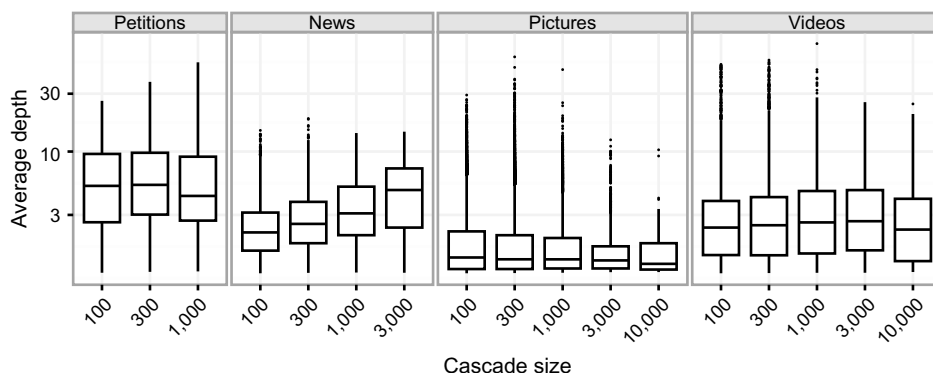 Petitions News Pictures Videos
Average depth
30
10
3
100 300 1,000 100 300 1,000 3,000 100 300 1,000 3,000 10,000 100 300 1,000 3,000 10,000
Cascade size